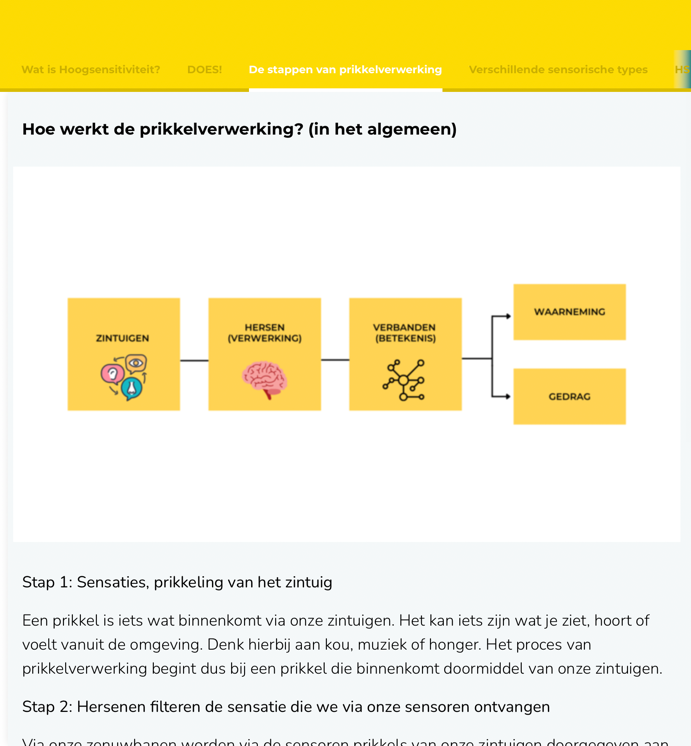 Wat is Hoogsensitiviteit? DOES! De stappen van prikkelverwerking Verschillende sensorische types
Hoe werkt de prikkelverwerking? (in het algemeen)
ZINTUIGEN
HERSEN
(VERWERKING)
VERBANDEN
(BETEKENIS)
WAARNEMING
GEDRAG
Stap 1: Sensaties, prikkeling van het zintuig
Een prikkel is iets wat binnenkomt via onze zintuigen. Het kan iets zijn wat je ziet, hoort of
voelt vanuit de omgeving. Denk hierbij aan kou, muziek of honger. Het proces van
prikkelverwerking begint dus bij een prikkel die binnenkomt doormiddel van onze zintuigen.
Stap 2: Hersenen filteren de sensatie die we via onze sensoren ontvangen
Via onze zenuwbanen worden via de sensoren prikkels van onze zintuigen doorgegeven aan